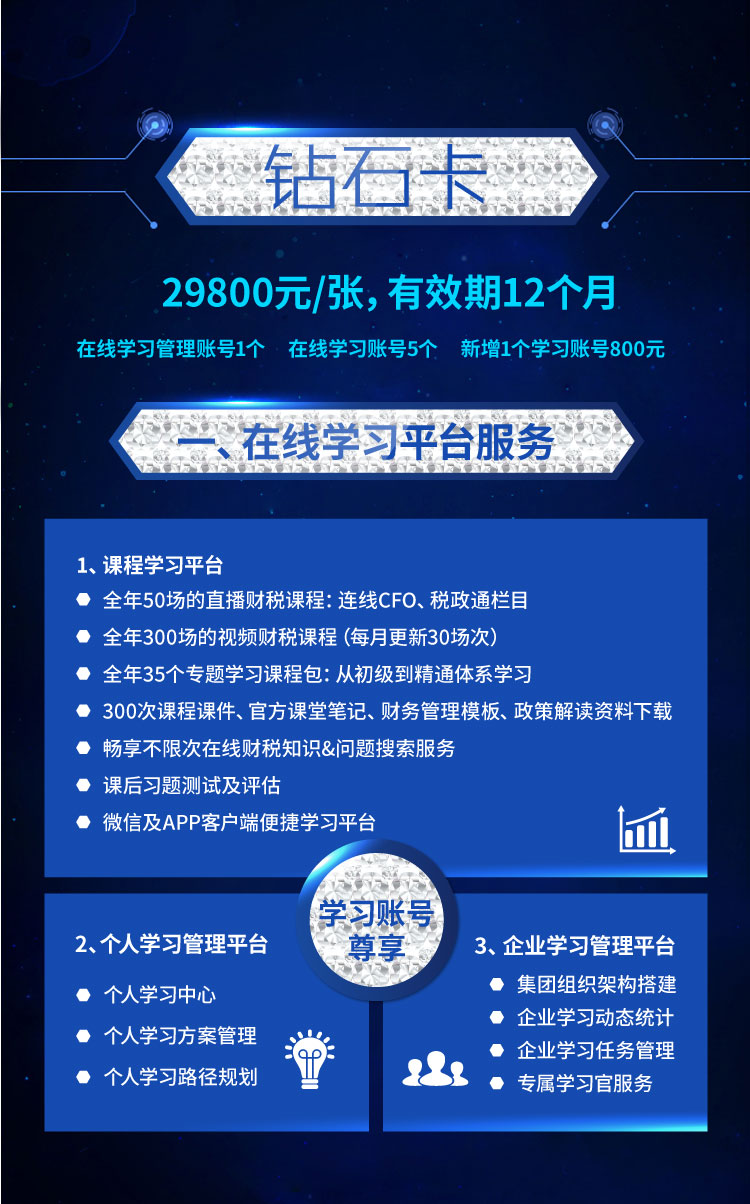 钻石卡
29800元/张，有效期12个月
在线学习管理账号1个 在线学习账号5个 新增1个学习账号800元
一、在线学习平台服务
1、课程学习平台
全年50场的直播财税课程：连线CFO、税政通栏目
全年300场的视频财税课程（每月更新30场次）
全年35个专题学习课程包：从初级到精通体系学习
300次课程课件、官方课堂笔记、财务管理模板、政策解读资料下载
畅享不限次在线财税知识&问题搜索服务
课后习题测试及评估
微信及APP客户端便捷学习平台
学习账号
尊享
2、个人学习管理平台
个人学习中心
个人学习方案管理
个人学习路径规划
3、企业学习管理平台
集团组织架构搭建
企业学习动态统计
企业学习任务管理
专属学习官服务